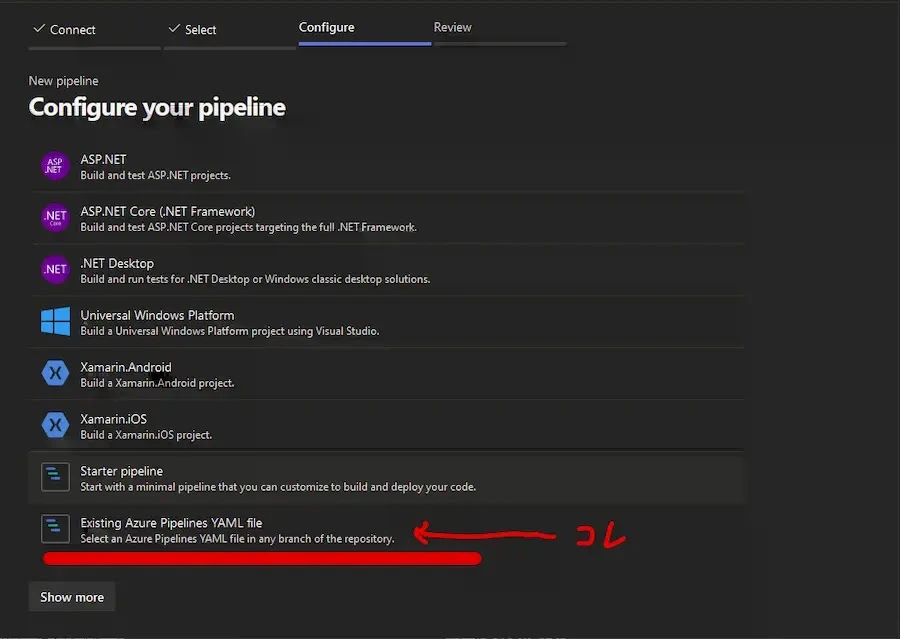 Connect
Select
Configure
Review
New pipeline
Configure your pipeline
ASP
.NET
ASP.NET
Build and test ASP.NET projects.
.NET
Core
ASP.NET Core (.NET Framework)
Build and test ASP.NET Core projects targeting the full .NET Framework.
.NET
.NET Desktop
Build and run tests for .NET Desktop or Windows classic desktop solutions.
Universal Windows Platform
Build a Universal Windows Platform project using Visual Studio.
Xamarin.Android
Build a Xamarin.Android project.
Xamarin.iOS
Build a Xamarin.iOS project.
Starter pipeline
Start with a minimal pipeline that you can customize to build and deploy your code.
Existing Azure Pipelines YAML file
Select an Azure Pipelines YAML file in any branch of the repository.
コレ
Show more